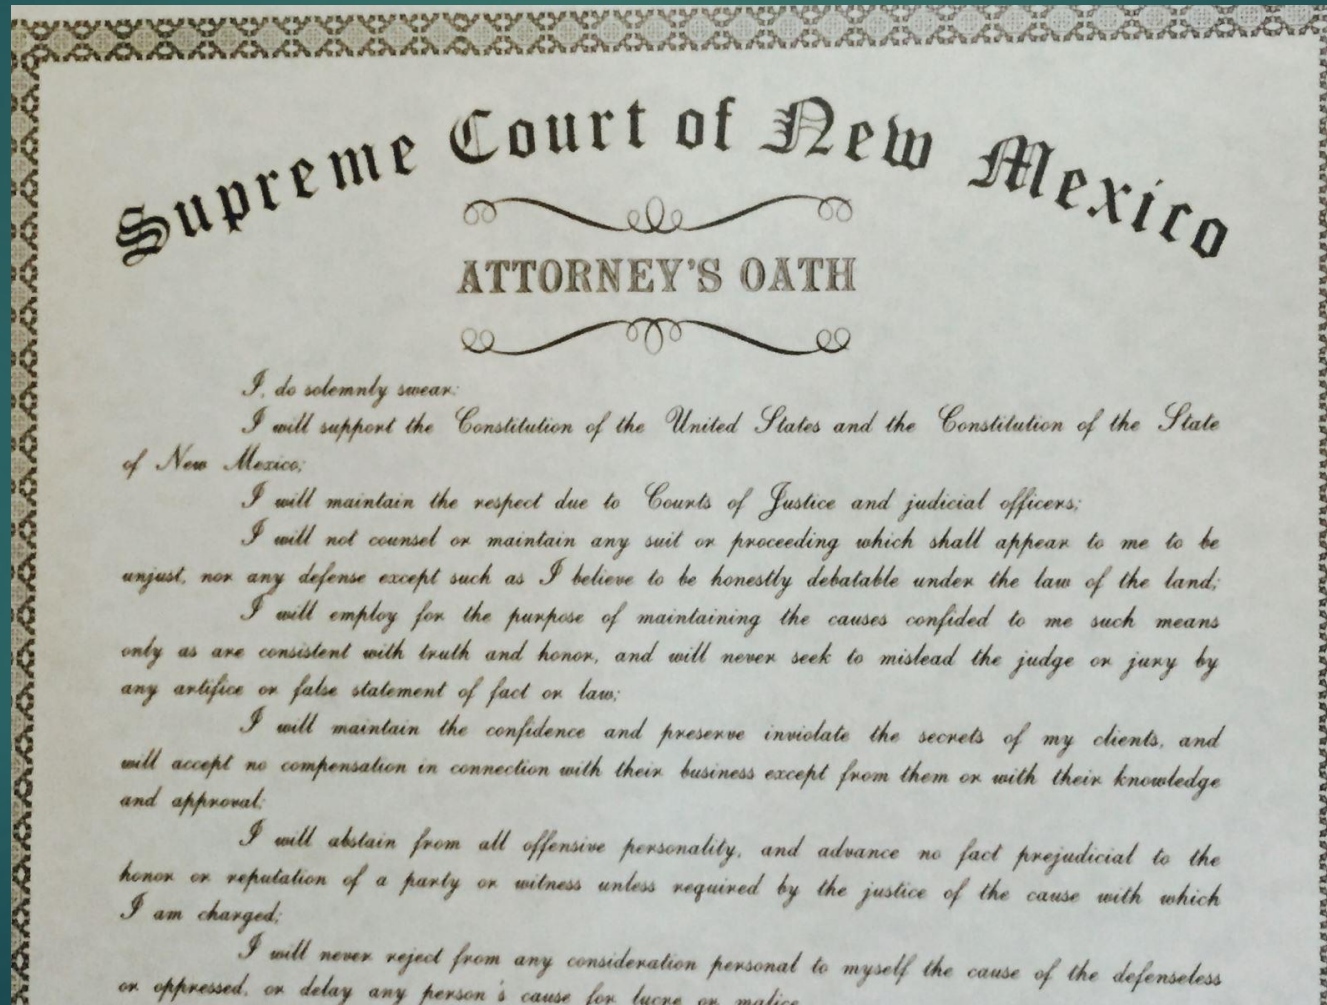 Supreme Court of New Mexico
ATTORNEY'S OATH
I, do solemnly swear:
I will support the Constitution of the United States and the Constitution of the State
of New Mexico;
I will maintain the respect due to Courts of Justice and judicial officers;
I will not counsel or maintain any suit or proceeding which shall appear to me to be
unjust, nor any defense except such as I believe to be honestly debatable under the law of the land;
I will employ for the purpose of maintaining the causes confided to me such means
only as are consistent with truth and honor, and will never seek to mislead the judge or jury by
any artifice or false statement of fact or law;
I will maintain the confidence and preserve inviolate the secrets of my clients, and
will accept no compensation in connection with their business except from them or with their knowledge
and approval;
I will abstain from all offensive personality, and advance no fact prejudicial to the
honor or reputation of a party or witness unless required by the justice of the cause with which
I am charged;
I will never reject from any consideration personal to myself the cause of the defenseless
or oppressed, or delay any person's cause for lucre or malice